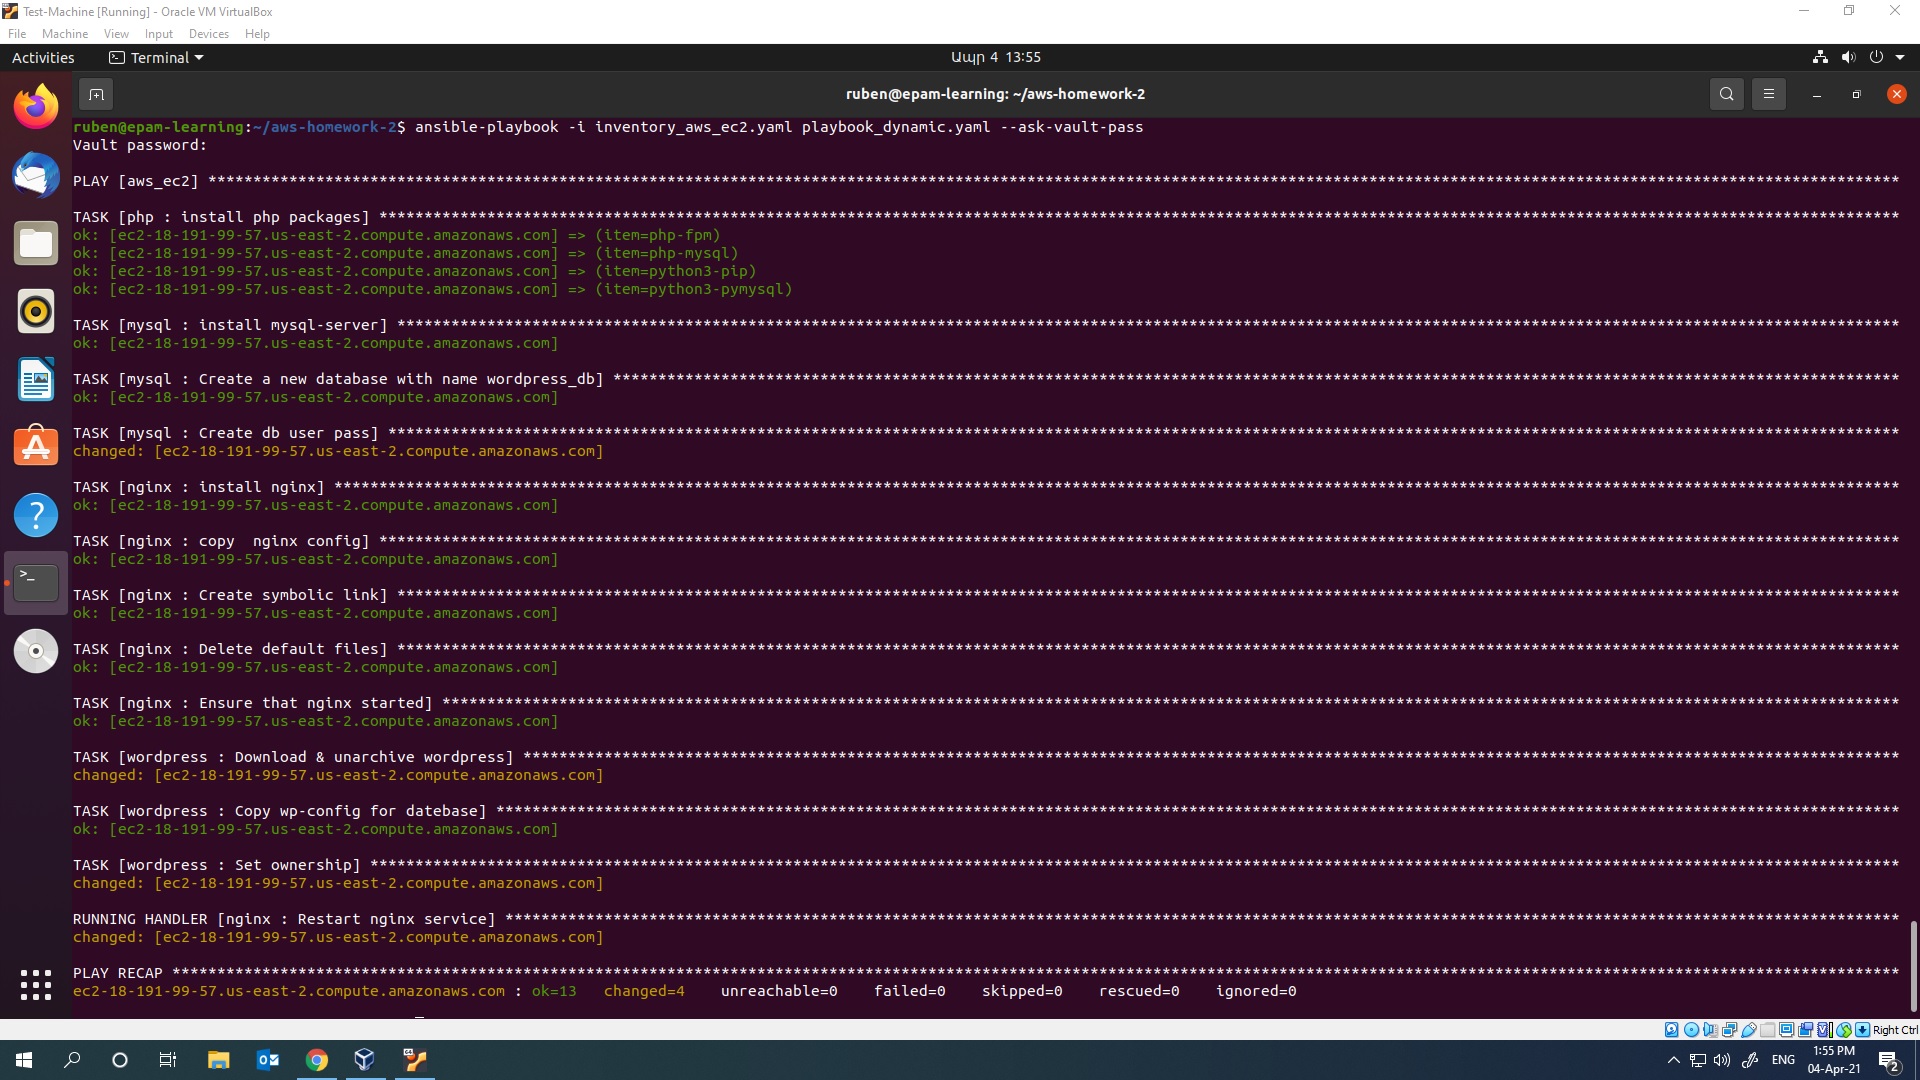 Test-Machine [Running] - Oracle VM VirtualBox
File Machine View Input Devices Help
Activities Terminal Ապր 4 13:55
ruben@epam-learning: ~/aws-homework-2
ruben@epam-learning:~/aws-homework-2$ ansible-playbook -i inventory_aws_ec2.yaml playbook_dynamic.yaml --ask-vault-pass
Vault password:
PLAY [aws_ec2] ****************************************
TASK [php : install php packages] ****************************************
ok: [ec2-18-191-99-57.us-east-2.compute.amazonaws.com] => (item=php-fpm)
ok: [ec2-18-191-99-57.us-east-2.compute.amazonaws.com] => (item=php-mysql)
ok: [ec2-18-191-99-57.us-east-2.compute.amazonaws.com] => (item=python3-pip)
ok: [ec2-18-191-99-57.us-east-2.compute.amazonaws.com] => (item=python3-pymysql)
TASK [mysql : install mysql-server] ****************************************
ok: [ec2-18-191-99-57.us-east-2.compute.amazonaws.com]
TASK [mysql : Create a new database with name wordpress_db] ****************************************
ok: [ec2-18-191-99-57.us-east-2.compute.amazonaws.com]
TASK [mysql : Create db user pass] ****************************************
changed: [ec2-18-191-99-57.us-east-2.compute.amazonaws.com]
TASK [nginx : install nginx] ****************************************
ok: [ec2-18-191-99-57.us-east-2.compute.amazonaws.com]
TASK [nginx : copy  nginx config] ****************************************
ok: [ec2-18-191-99-57.us-east-2.compute.amazonaws.com]
TASK [nginx : Create symbolic link] ****************************************
ok: [ec2-18-191-99-57.us-east-2.compute.amazonaws.com]
TASK [nginx : Delete default files] ****************************************
ok: [ec2-18-191-99-57.us-east-2.compute.amazonaws.com]
TASK [nginx : Ensure that nginx started] ****************************************
ok: [ec2-18-191-99-57.us-east-2.compute.amazonaws.com]
TASK [wordpress : Download & unarchive wordpress] ****************************************
changed: [ec2-18-191-99-57.us-east-2.compute.amazonaws.com]
TASK [wordpress : Copy wp-config for datebase] ****************************************
ok: [ec2-18-191-99-57.us-east-2.compute.amazonaws.com]
TASK [wordpress : Set ownership] ****************************************
changed: [ec2-18-191-99-57.us-east-2.compute.amazonaws.com]
RUNNING HANDLER [nginx : Restart nginx service] ****************************************
changed: [ec2-18-191-99-57.us-east-2.compute.amazonaws.com]
PLAY RECAP ****************************************
ec2-18-191-99-57.us-east-2.compute.amazonaws.com : ok=13 changed=4 unreachable=0 failed=0 skipped=0 rescued=0 ignored=0
Right Ctrl
ENG 1:55 PM
04-Apr-21
2